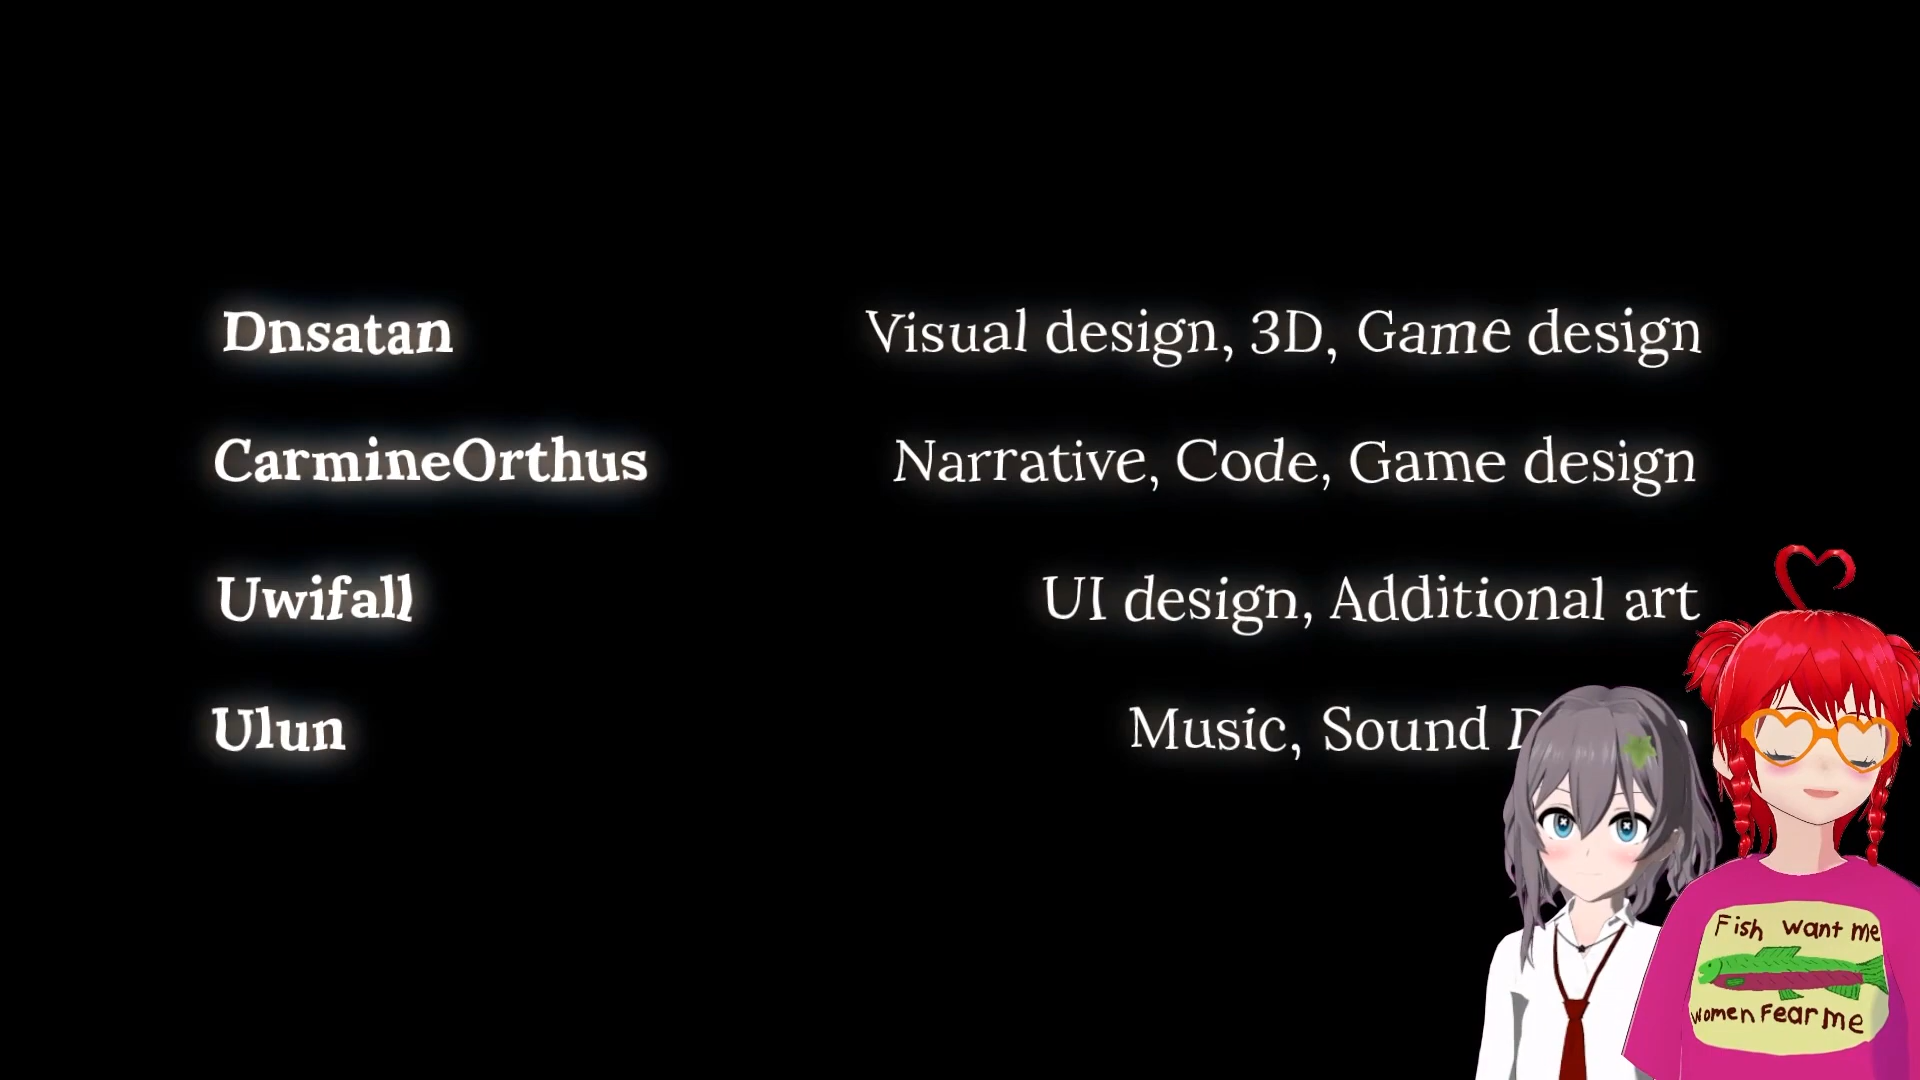 Dnsatan Visual design, 3D, Game design
CarmineOrthus Narrative, Code, Game design
Uwifall UI design, Additional art
Ulun Music, Sound
Fish want me
women Fear me